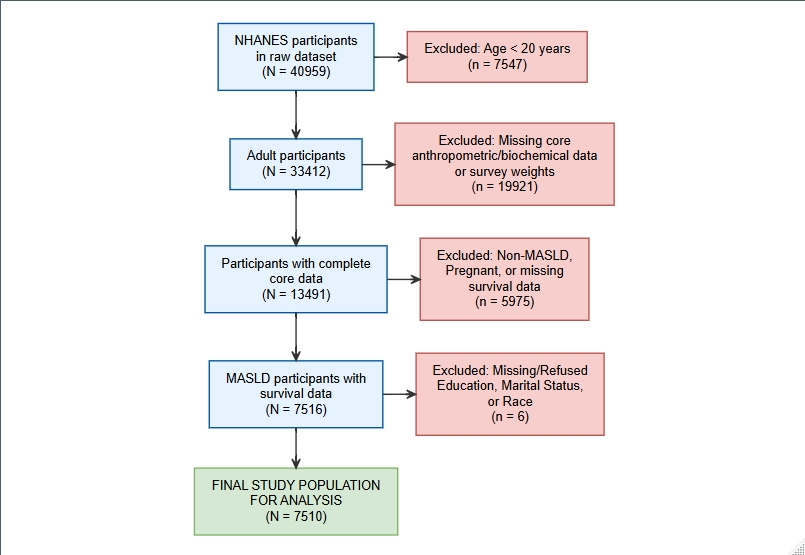 NHANES participants
in raw dataset
(N = 40959)
Excluded: Age < 20 years
(n = 7547)
Adult participants
(N = 33412)
Excluded: Missing core
anthropometric/biochemical data
or survey weights
(n = 19921)
Participants with complete
core data
(N = 13491)
Excluded: Non-MASLD,
Pregnant, or missing
survival data
(n = 5975)
MASLD participants with
survival data
(N = 7516)
Excluded: Missing/Refused
Education, Marital Status,
or Race
(n = 6)
FINAL STUDY POPULATION
FOR ANALYSIS
(N = 7510)